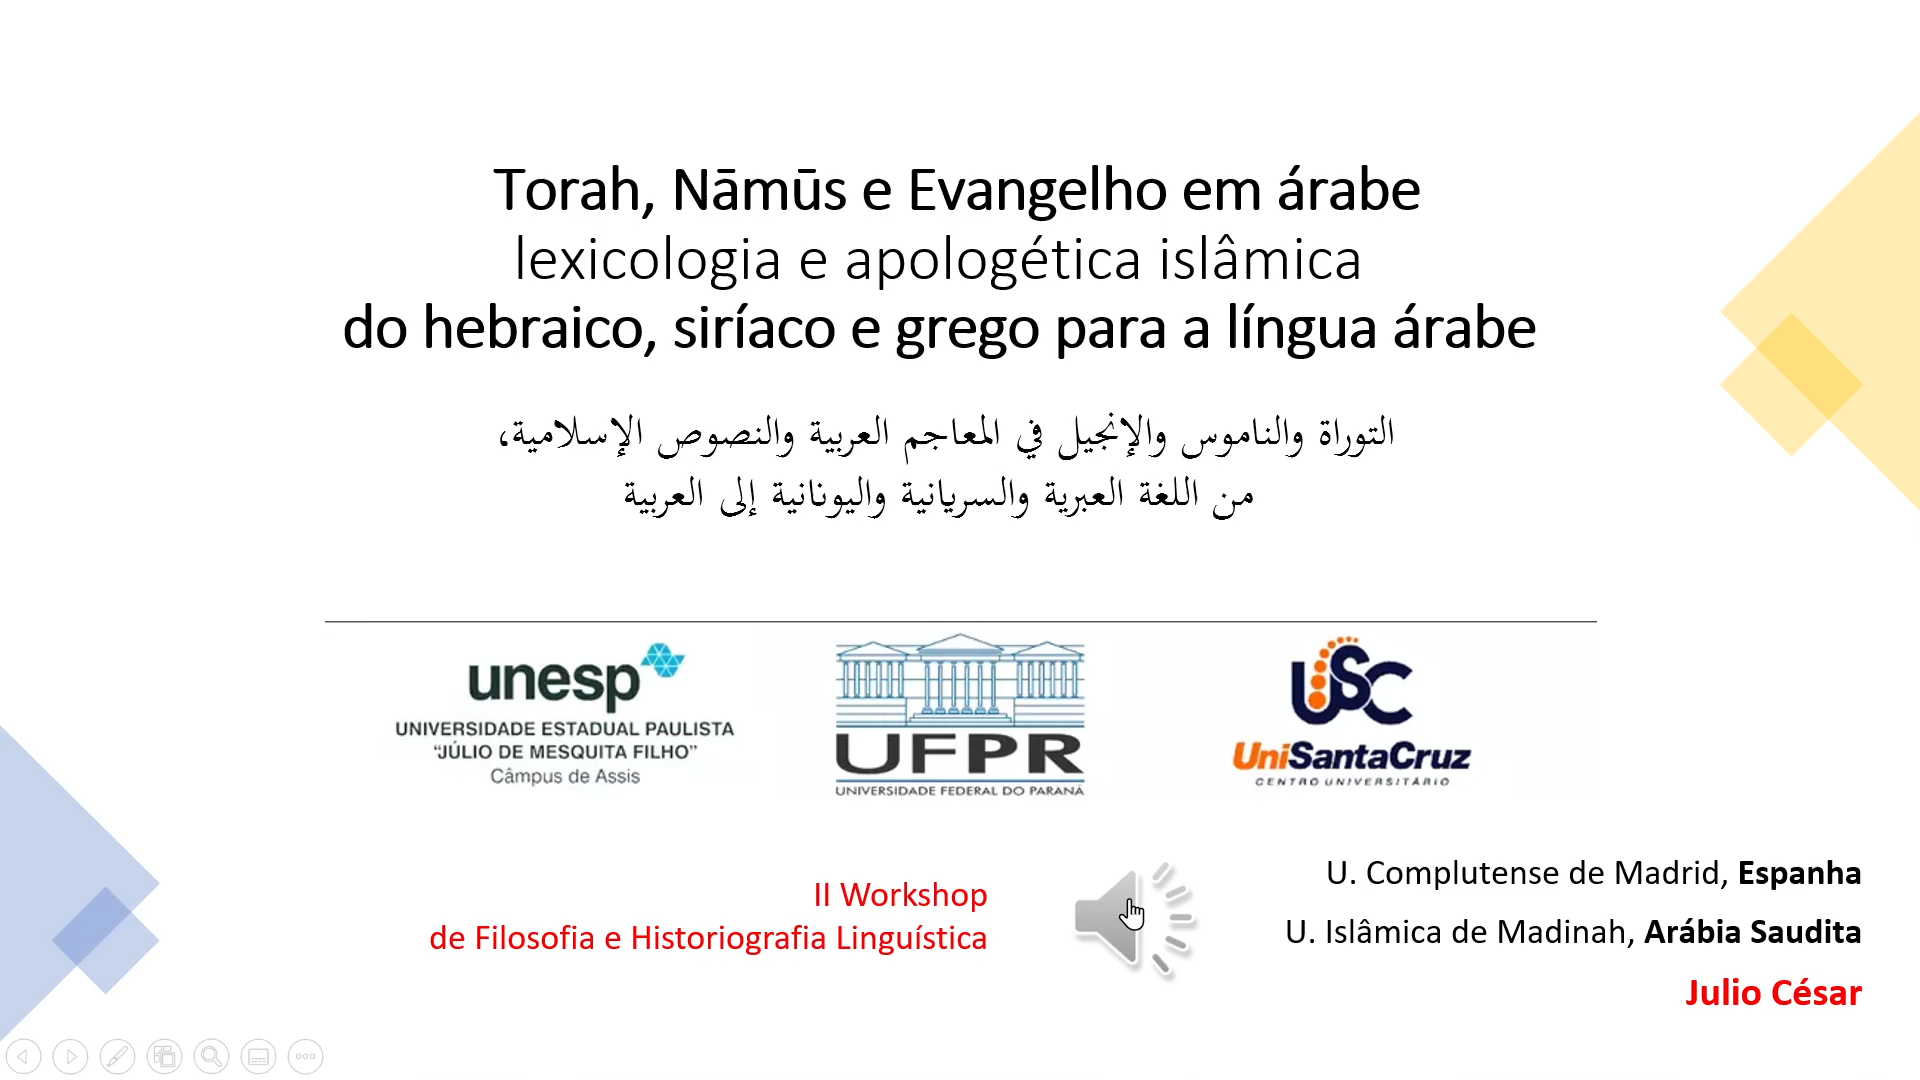 Torah, Nāmūs e Evangelho em árabe
lexicologia e apologética islâmica
do hebraico, siríaco e grego para a língua árabe
التوراة والناموس والإنجيل في المعاجم العربية والنصوص الإسلامية،
من اللغة العبرية والسريانية واليونانية إلى العربية
unesp
UNIVERSIDADE ESTADUAL PAULISTA
“JÚLIO DE MESQUITA FILHO”
Câmpus de Assis
UFPR
UNIVERSIDADE FEDERAL DO PARANÁ
USC
UniSantaCruz
CENTRO UNIVERSITÁRIO
II Workshop
de Filosofia e Historiografia Linguística
U. Complutense de Madrid, Espanha
U. Islâmica de Madinah, Arábia Saudita
Julio César